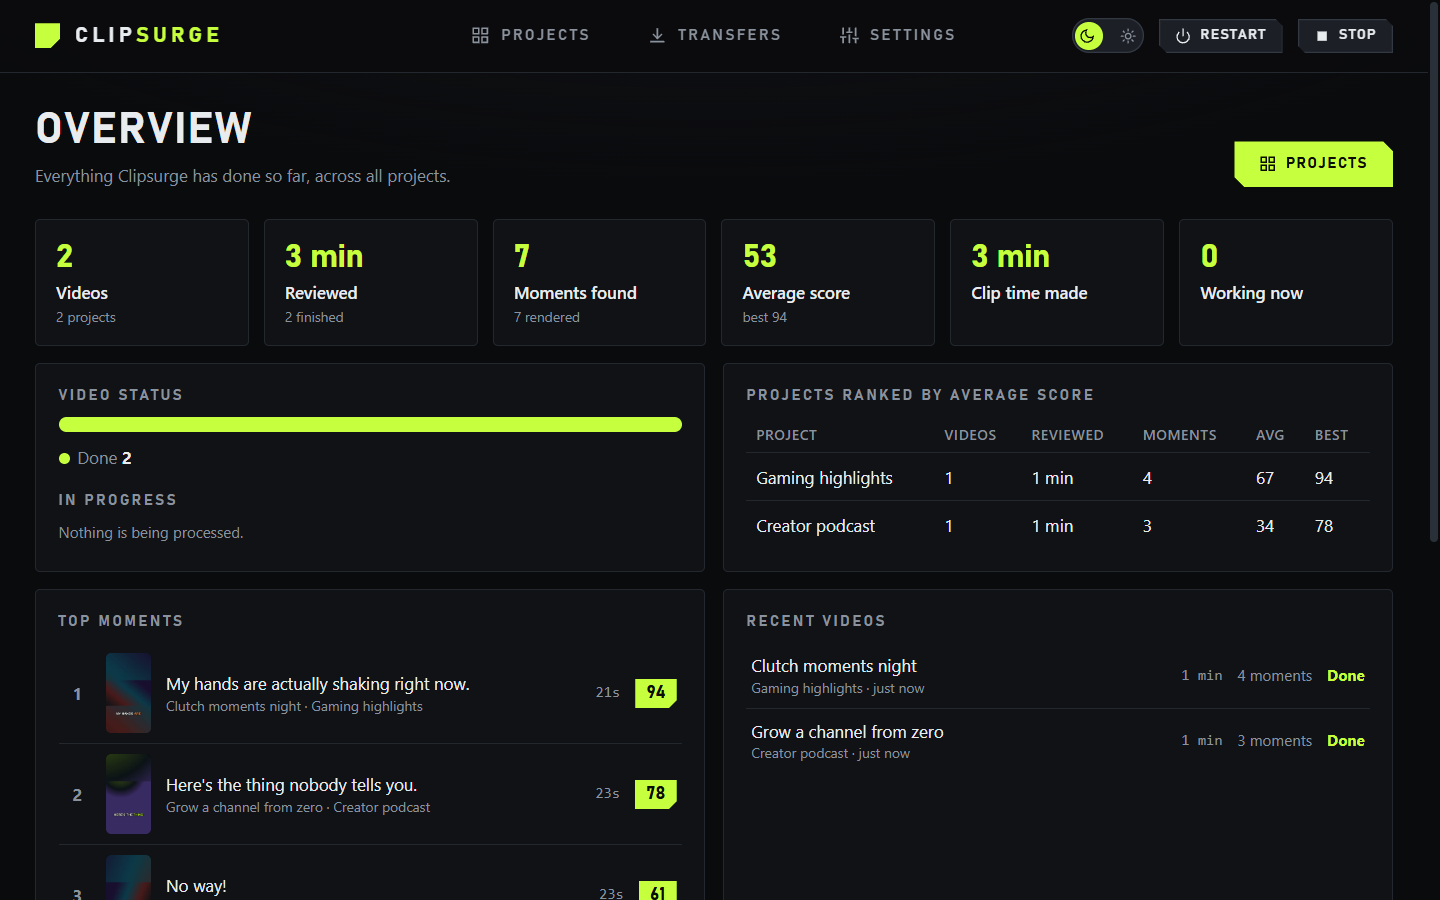 CLIPSURGE
PROJECTS
TRANSFERS
SETTINGS
RESTART
STOP
OVERVIEW
Everything Clipsurge has done so far, across all projects.
PROJECTS
2
Videos
2 projects
3 min
Reviewed
2 finished
7
Moments found
7 rendered
53
Average score
best 94
3 min
Clip time made
0
Working now
VIDEO STATUS
Done 2
IN PROGRESS
Nothing is being processed.
PROJECTS RANKED BY AVERAGE SCORE
PROJECT VIDEOS REVIEWED MOMENTS AVG BEST
Gaming highlights 1 1 min 4 67 94
Creator podcast 1 1 min 3 34 78
TOP MOMENTS
1
My hands are actually shaking right now.
Clutch moments night · Gaming highlights
21s
94
2
Here's the thing nobody tells you.
Grow a channel from zero · Creator podcast
23s
78
3
No way!
23s
61
RECENT VIDEOS
Clutch moments night
Gaming highlights · just now
1 min 4 moments Done
Grow a channel from zero
Creator podcast · just now
1 min 3 moments Done